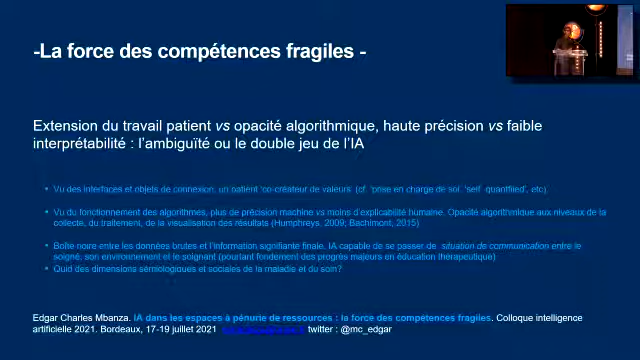 -La force des compétences fragiles -
Extension du travail patient vs opacité algorithmique, haute précision vs faible
interprétabilité : l'ambiguïté ou le double jeu de l'IA
• Vu des interfaces et objets de connexion, un patient 'co-créateur de valeurs' (cf. 'prise en charge de soi', 'self quantified', etc)
• Vu du fonctionnement des algorithmes, plus de précision machine vs moins d'explicabilité humaine. Opacité algorithmique aux niveaux de la
collecte, du traitement, de la visualisation des résultats (Humphreys, 2009; Bachimont, 2015)
• Boîte noire entre les données brutes et l'information signifiante finale. IA capable de se passer de situation de communication entre le
soigné, son environnement et le soignant (pourtant fondement des progrès majeurs en éducation thérapeutique)
• Quid des dimensions sémiologiques et sociales de la maladie et du soin?
Edgar Charles Mbanza. IA dans les espaces à pénurie de ressources : la force des compétences fragiles. Colloque intelligence
artificielle 2021. Bordeaux, 17-19 juillet 2021 twitter : @mc_edgar